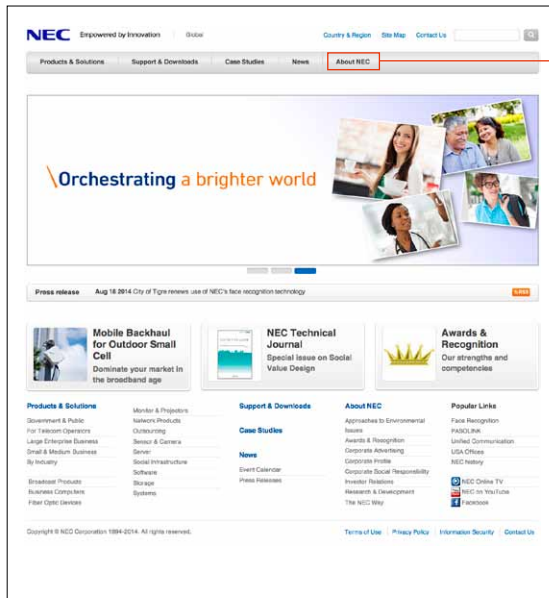 NEC Empowered by Innovation Global Country & Region Site Map Contact Us
Products & Solutions Support & Downloads Case Studies News About NEC
\Orchestrating a brighter world
Press release Aug 18 2014 City of Tigre renews use of NEC's face recognition technology RSS
Mobile Backhaul
for Outdoor Small
Cell
Dominate your market in
the broadband age
NEC Technical
Journal
Special Issue on Social
Value Design
Awards &
Recognition
Our strengths and
competencies
Products & Solutions
Government & Public
For Telecom Operators
Large Enterprise Business
Small & Medium Business
By Industry
Broadcast Products
Business Computers
Fiber Optic Devices
Monitor & Projectors
Network Products
Outsourcing
Sensor & Camera
Server
Social Infrastructure
Software
Storage
Systems
Support & Downloads
Case Studies
News
Event Calendar
Press Releases
About NEC
Approaches to Environmental
Issues
Awards & Recognition
Corporate Advertising
Corporate Profile
Corporate Social Responsibility
Investor Relations
Research & Development
The NEC Way
Popular Links
Face Recognition
PASOLINK
Unified Communication
USA Offices
NEC history
NEC Online TV
NEC on YouTube
Facebook
Copyright © NEC Corporation 1994-2014. All rights reserved. Terms of Use Privacy Policy Information Security Contact Us